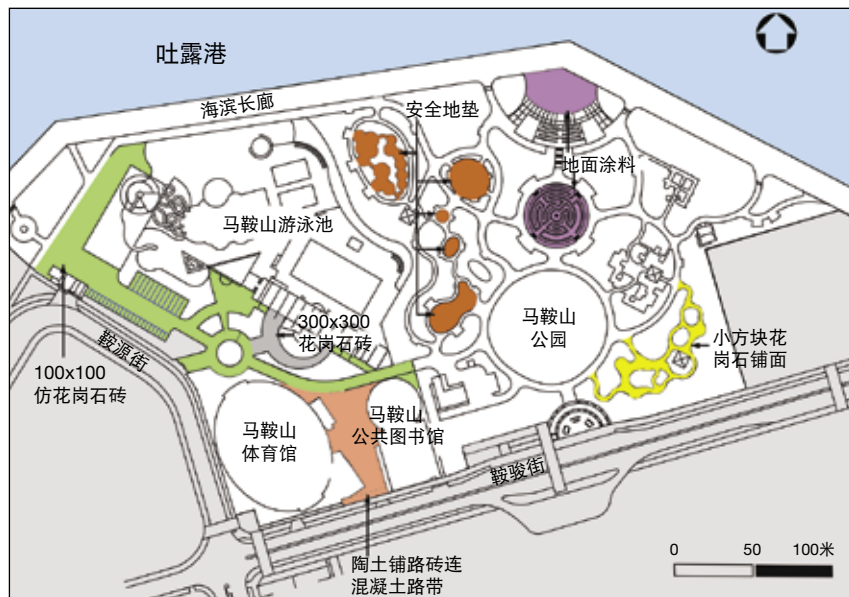 吐露港
海滨长廊
安全地垫
地面涂料
马鞍山游泳池
300x300
花岗石砖
马鞍山
公园
小方块花
岗石铺面
鞍源街
100x100
仿花岗石砖
马鞍山
体育馆
马鞍山
公共图书馆
鞍骏街
陶土铺路砖连
混凝土路带
0 50 100米